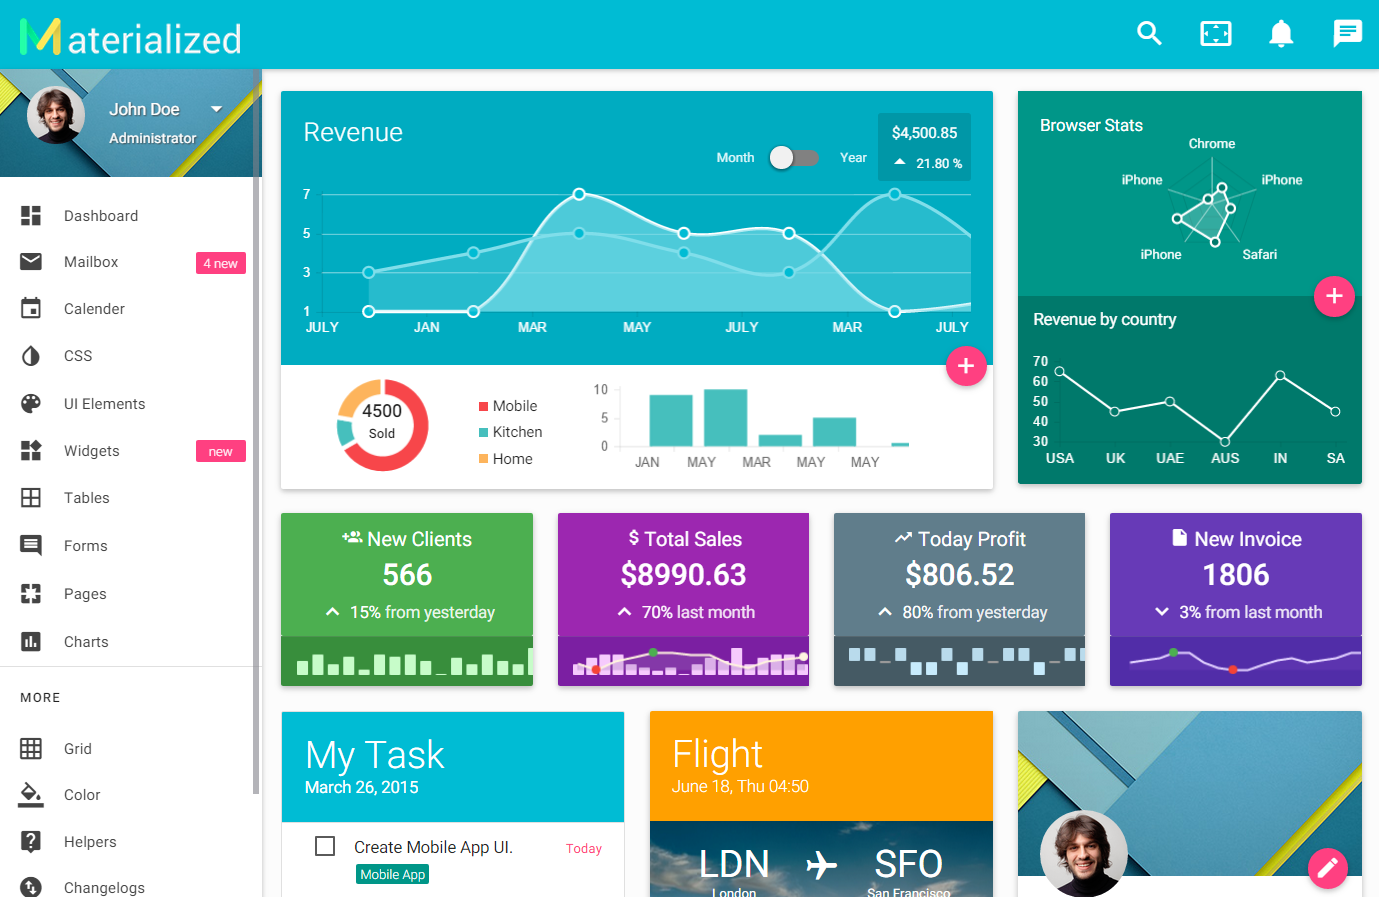 Materialized
John Doe
Administrator
Dashboard
Mailbox
4 new
Calender
CSS
UI Elements
Widgets
new
Tables
Forms
Pages
Charts
MORE
Grid
Color
Helpers
Changelogs
Revenue
Month
Year
$4,500.85
21.80 %
7
5
3
1
JULY
JAN
MAR
MAY
JULY
MAR
JULY
4500
Sold
Mobile
Kitchen
Home
10
5
0
JAN
MAY
MAR
MAY
MAY
Browser Stats
Chrome
iPhone
iPhone
iPhone
Safari
Revenue by country
70
60
50
40
30
USA
UK
UAE
AUS
IN
SA
New Clients
566
15% from yesterday
$ Total Sales
$8990.63
70% last month
Today Profit
$806.52
80% from yesterday
New Invoice
1806
3% from last month
My Task
March 26, 2015
Create Mobile App UI.
Today
Mobile App
Flight
June 18, Thu 04:50
LDN
SFO
London
San Francisco